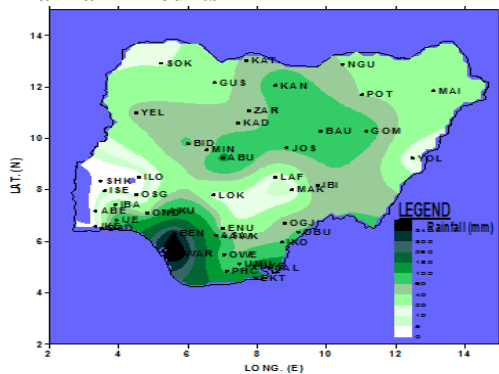 14
12
10
8
6
4
2
LAT.(N)
SOK
KAT
NGU
GUS
KAN
MAI
POT
YEL
ZAR
KAD
BAU
GOM
BID
MIN
JOS
ABU
YOL
ILO
LAF
SHK
IBI
ISE
OSG
LOK
MAK
IBA
ABE
IJE
OND
AKU
IKE
BEN
ENU
OGJ
OBU
IKO
WAR
OWE
PHC
EKT
LEGEND
Rainfall (mm)
2 4 6 8 10 12 14
LONG. (E)